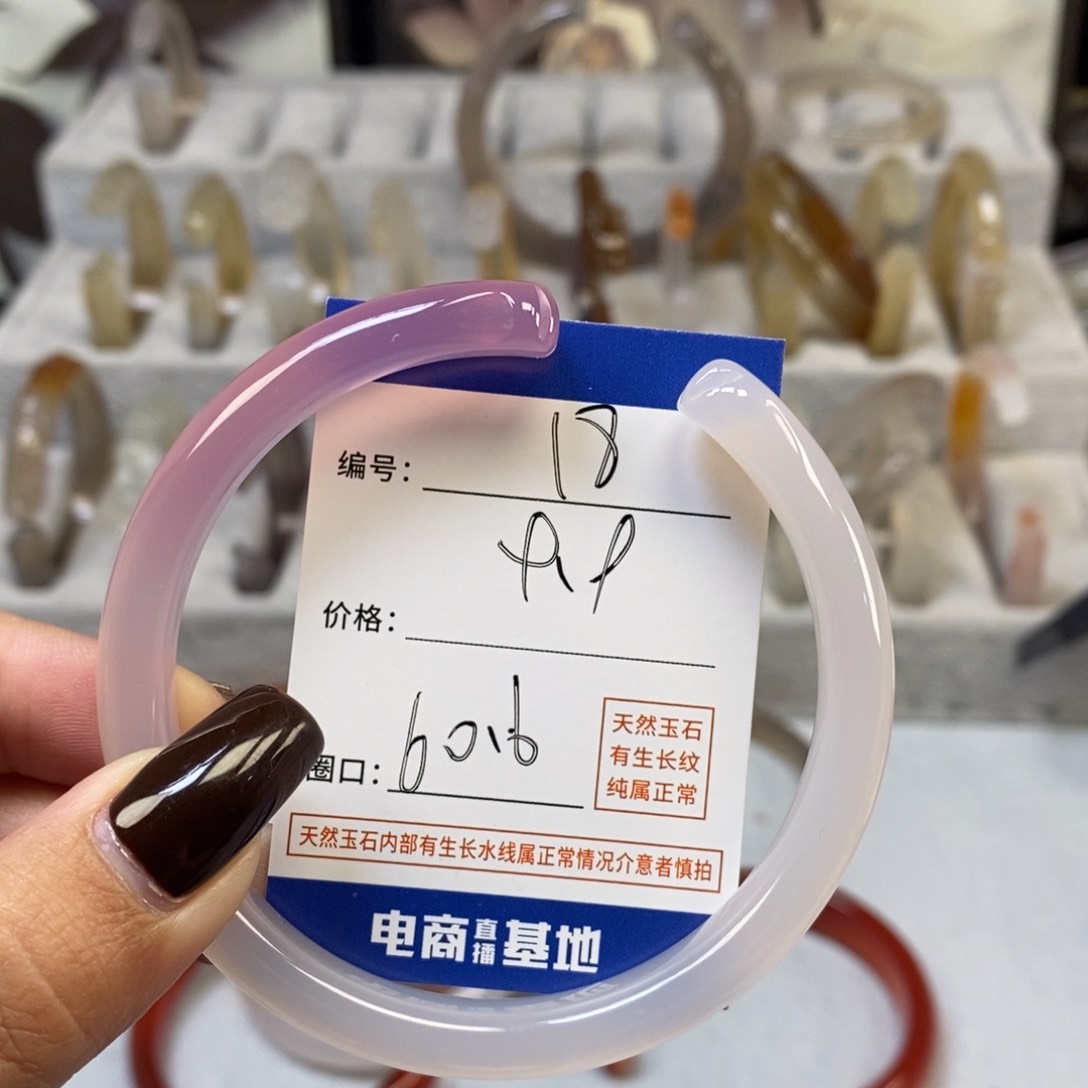 编号： 18
价格：
圈口： 60.6
天然玉石
有生长纹
纯属正常
天然玉石内部有生长水线属正常情况介意者慎拍
电商直播基地